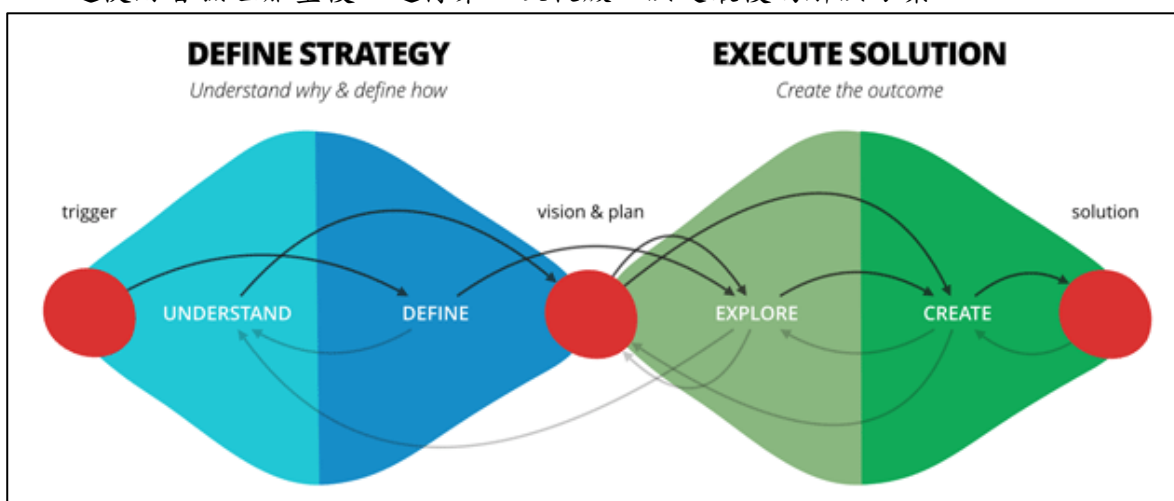 DEFINE STRATEGY
Understand why & define how
EXECUTE SOLUTION
Create the outcome
trigger
vision & plan
solution
UNDERSTAND
DEFINE
EXPLORE
CREATE